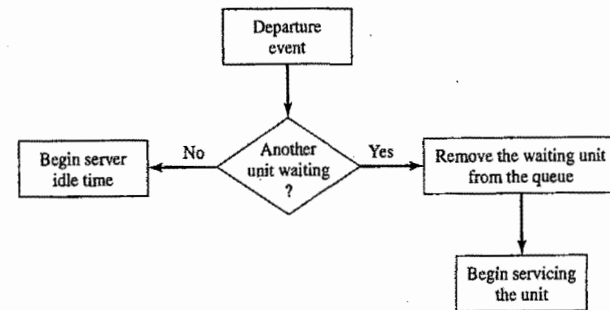 Departure
event
No
Another
unit waiting
?
Yes
Begin server
idle time
Remove the waiting unit
from the queue
Begin servicing
the unit